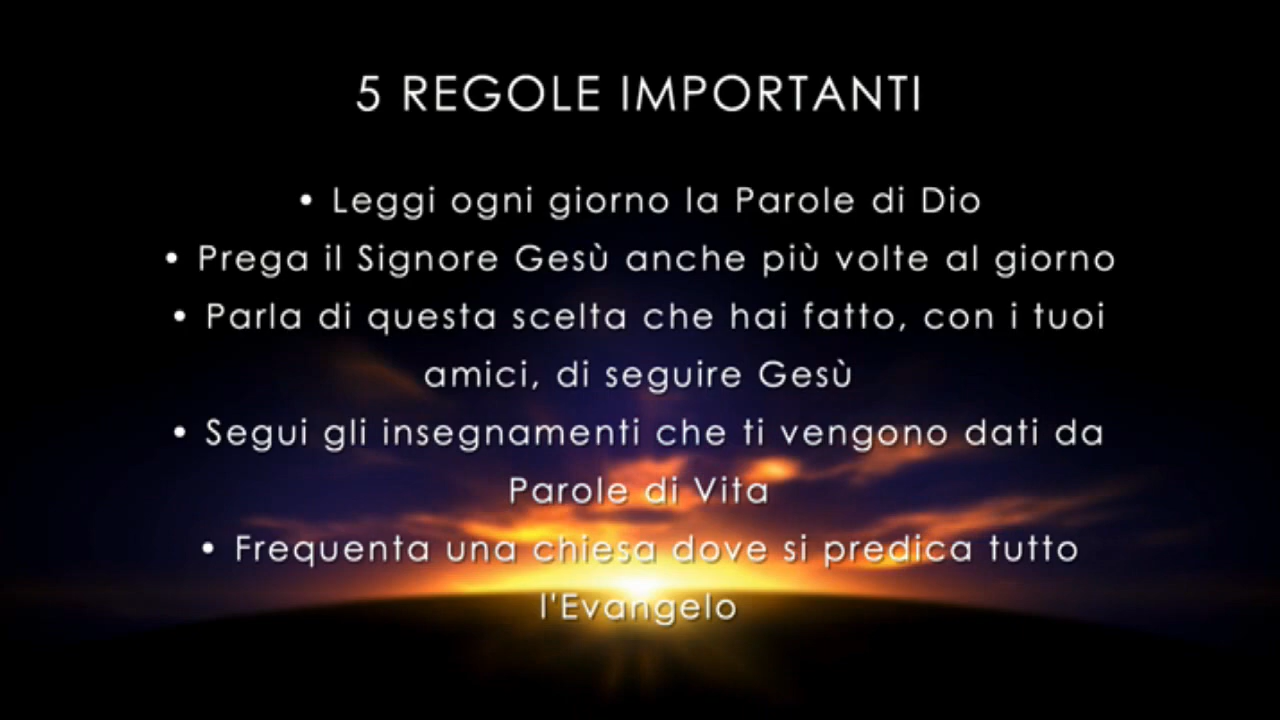 5 REGOLE IMPORTANTI
• Leggi ogni giorno la Parole di Dio
• Prega il Signore Gesù anche più volte al giorno
• Parla di questa scelta che hai fatto, con i tuoi
amici, di seguire Gesù
• Segui gli insegnamenti che ti vengono dati da
Parole di Vita
• Frequenta una chiesa dove si predica tutto
l'Evangelo